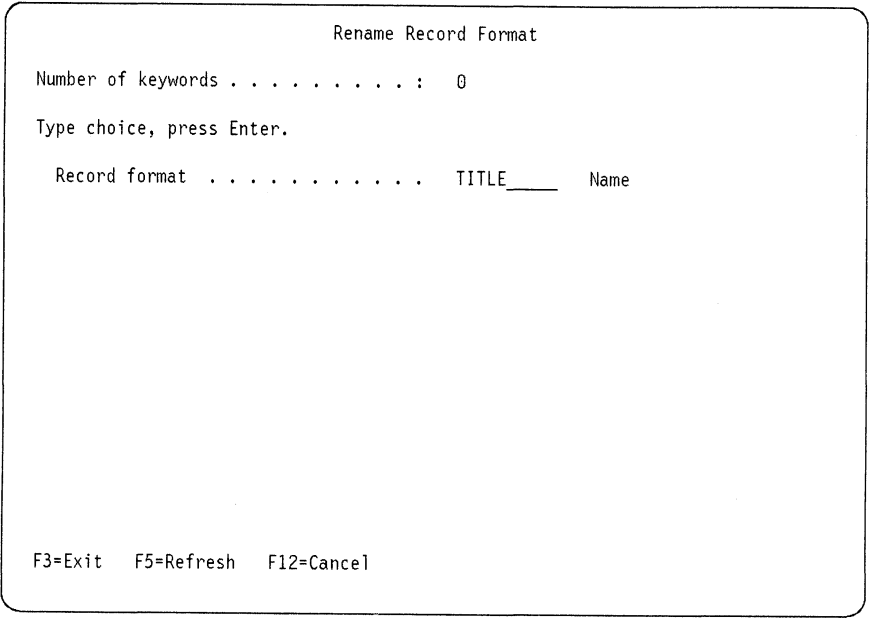 Rename Record Format
Number of keywords . . . . . . . . . : 0
Type choice, press Enter.
Record format . . . . . . . . . . . TITLE_____ Name
F3=Exit F5=Refresh F12=Cancel